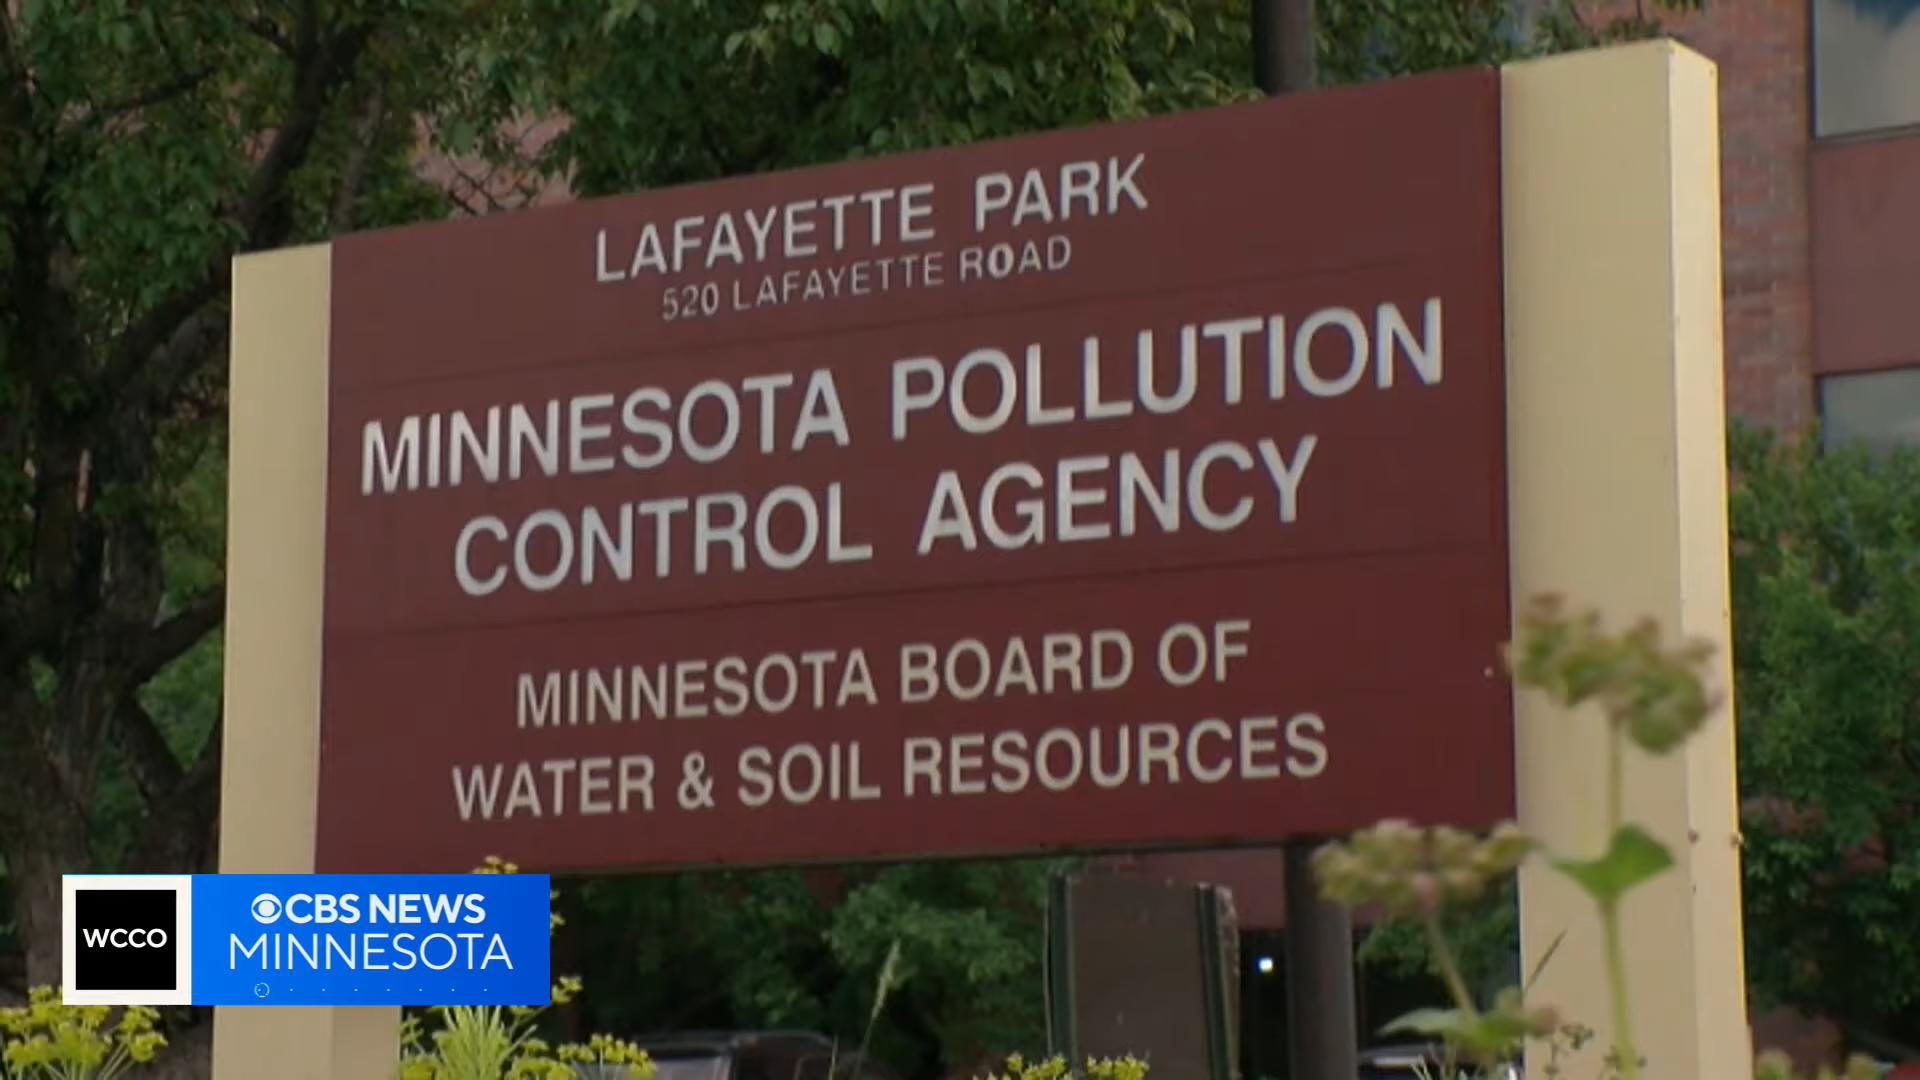 LAFAYETTE PARK
520 LAFAYETTE ROAD
MINNESOTA POLLUTION
CONTROL AGENCY
MINNESOTA BOARD OF
WATER & SOIL RESOURCES
WCCO
CBS NEWS
MINNESOTA